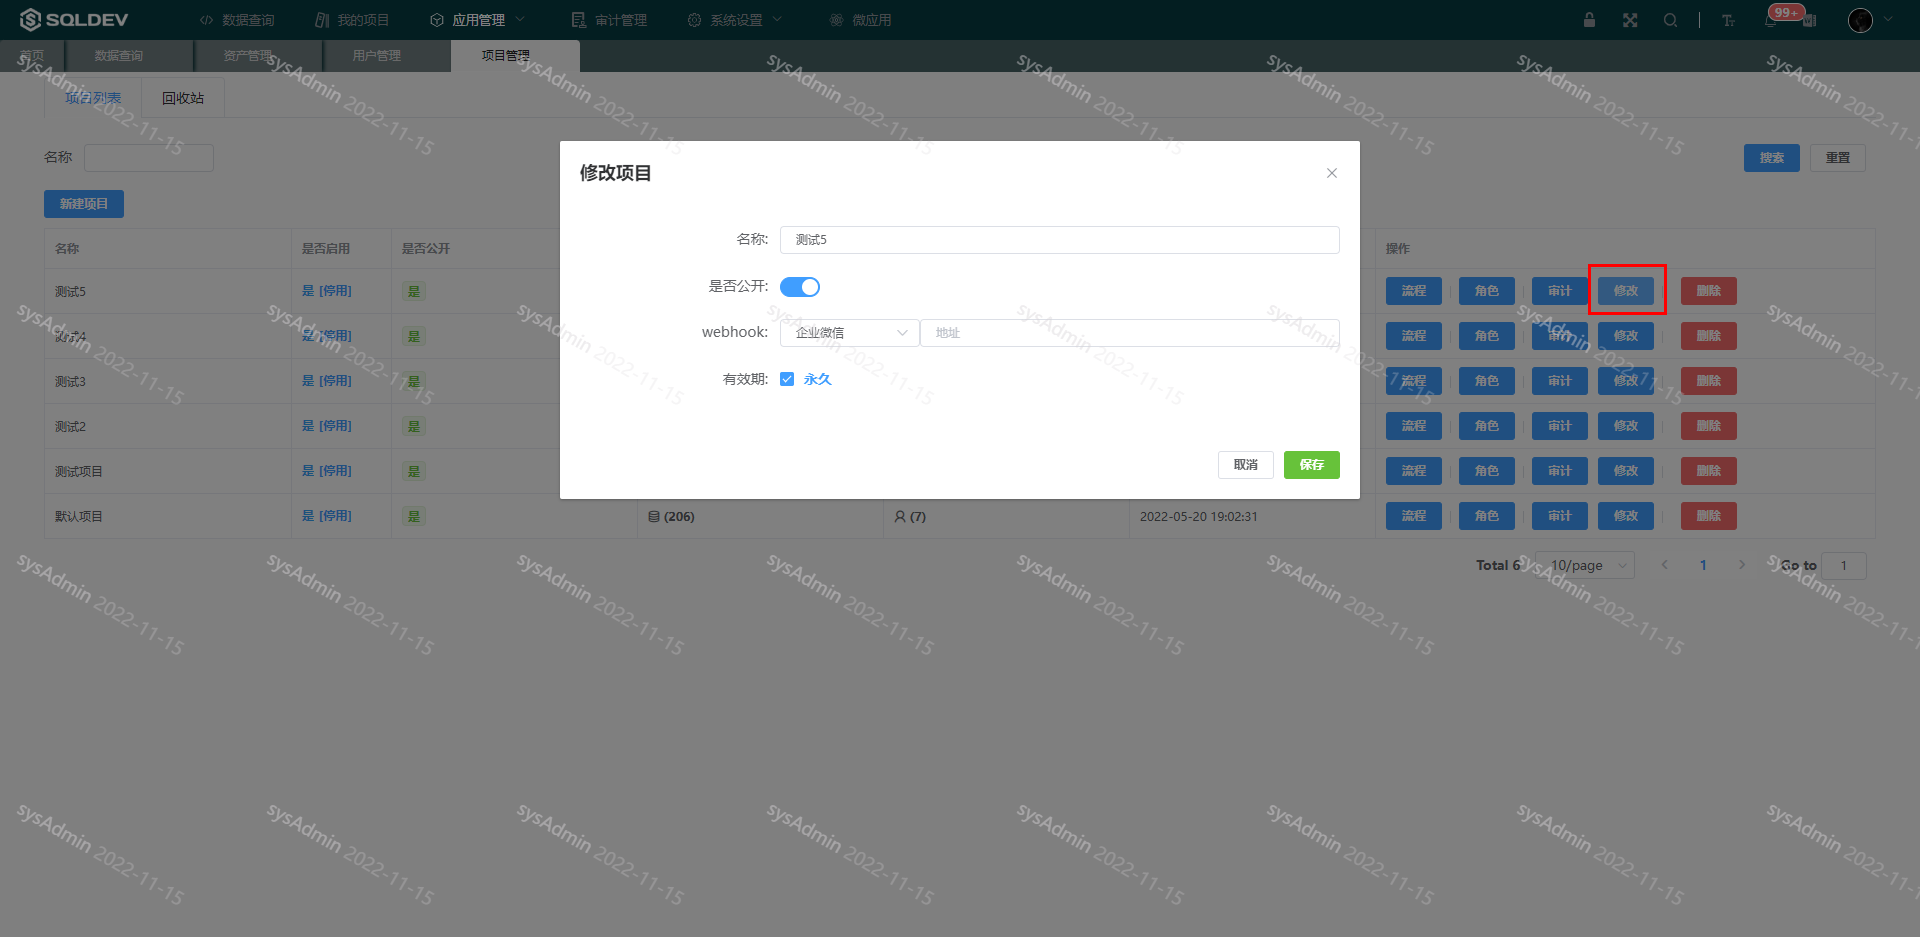 SQLDEV 数据查询 我的项目 应用管理 审计管理 系统设置 微应用 99+
首页 数据查询 资产管理 用户管理 项目管理
项目列表 回收站
名称 搜索 重置
新建项目
名称 是否启用 是否公开 操作
测试5 是 [停用] 是 流程 角色 审计 修改 删除
测试4 是 [停用] 是 流程 角色 审计 修改 删除
测试3 是 [停用] 是 流程 角色 审计 修改 删除
测试2 是 [停用] 是 流程 角色 审计 修改 删除
测试项目 是 [停用] 是 流程 角色 审计 修改 删除
默认项目 是 [停用] 是 (206) (7) 2022-05-20 19:02:31 流程 角色 审计 修改 删除
Total 6 10/page 1 Go to 1
修改项目
名称: 测试5
是否公开:
webhook: 企业微信 地址
有效期: 永久
取消 保存
sysAdmin 2022-11-15